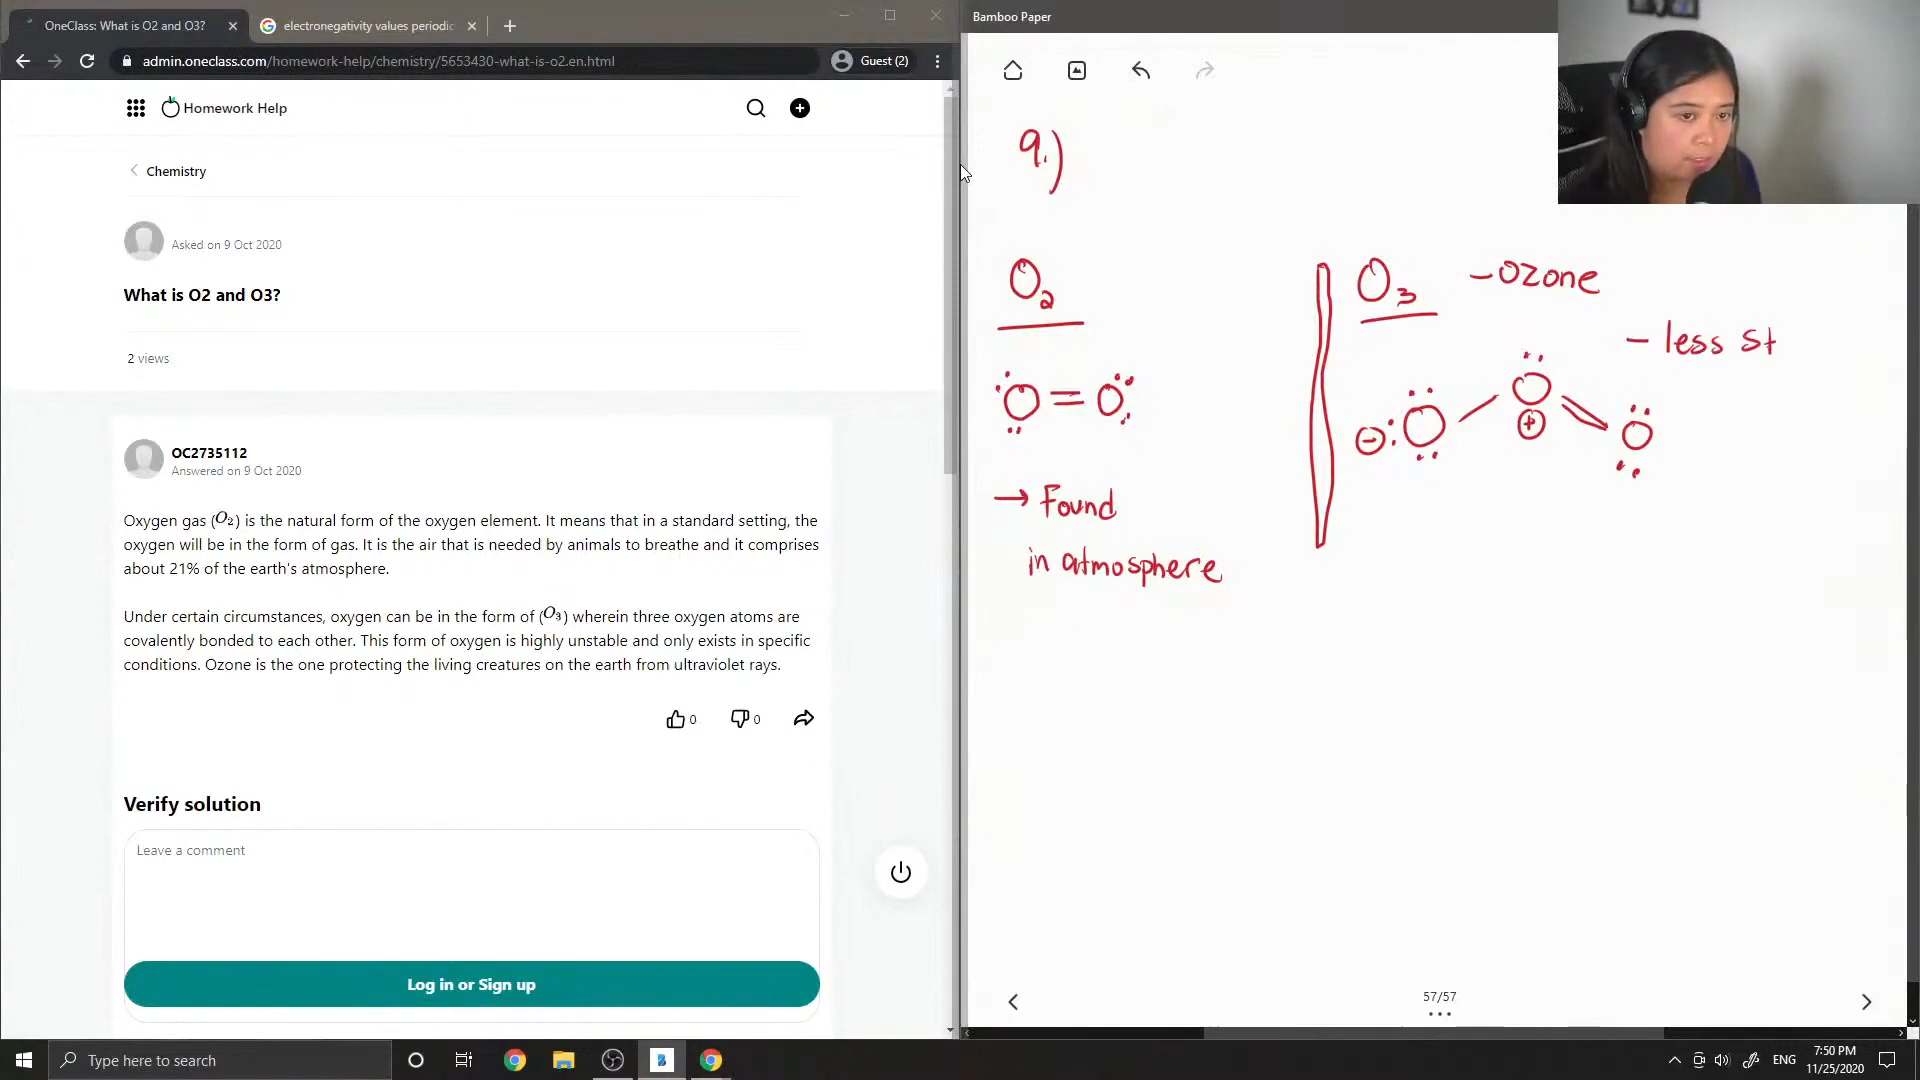 OneClass: What is O2 and O3?
electronegativity values periodic
admin.oneclass.com/homework-help/chemistry/5653430-what-is-o2.en.html
Guest (2)
Homework Help
Chemistry
Asked on 9 Oct 2020
What is O2 and O3?
2 views
OC2735112
Answered on 9 Oct 2020
Oxygen gas (O₂) is the natural form of the oxygen element. It means that in a standard setting, the
oxygen will be in the form of gas. It is the air that is needed by animals to breathe and it comprises
about 21% of the earth's atmosphere.
Under certain circumstances, oxygen can be in the form of (O₃) wherein three oxygen atoms are
covalently bonded to each other. This form of oxygen is highly unstable and only exists in specific
conditions. Ozone is the one protecting the living creatures on the earth from ultraviolet rays.
0
0
Verify solution
Leave a comment
Log in or Sign up
Bamboo Paper
9.)
O₂
O=O
→ Found
in atmosphere
O₃ -Ozone
- less st
⊖ O - O ⊕ = O
57/57
Type here to search
ENG
7:50 PM
11/25/2020